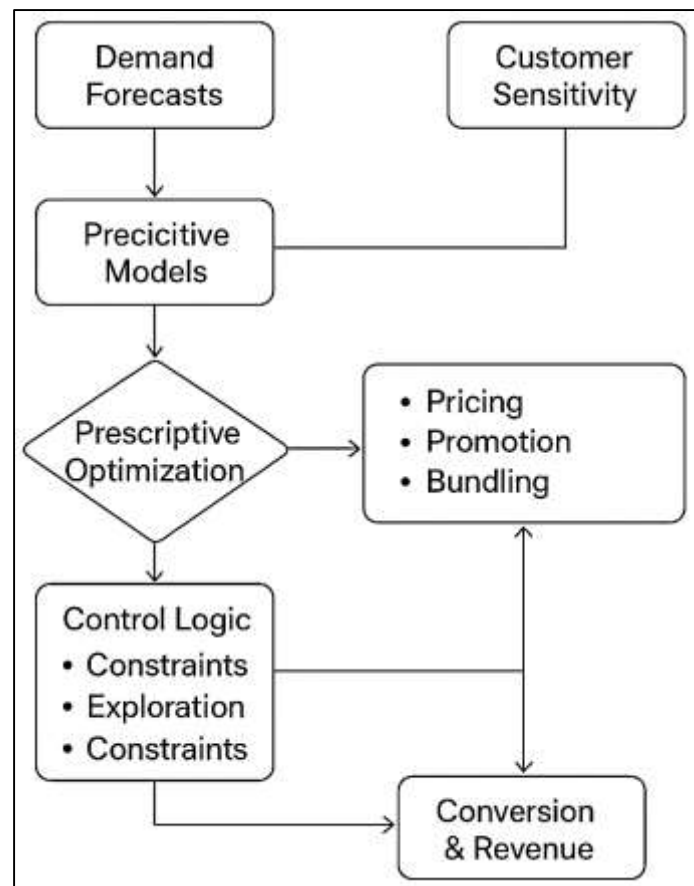 Demand
Forecasts
Customer
Sensitivity
Precicitive
Models
Prescriptive
Optimization
• Pricing
• Promotion
• Bundling
Control Logic
• Constraints
• Exploration
• Constraints
Conversion
& Revenue